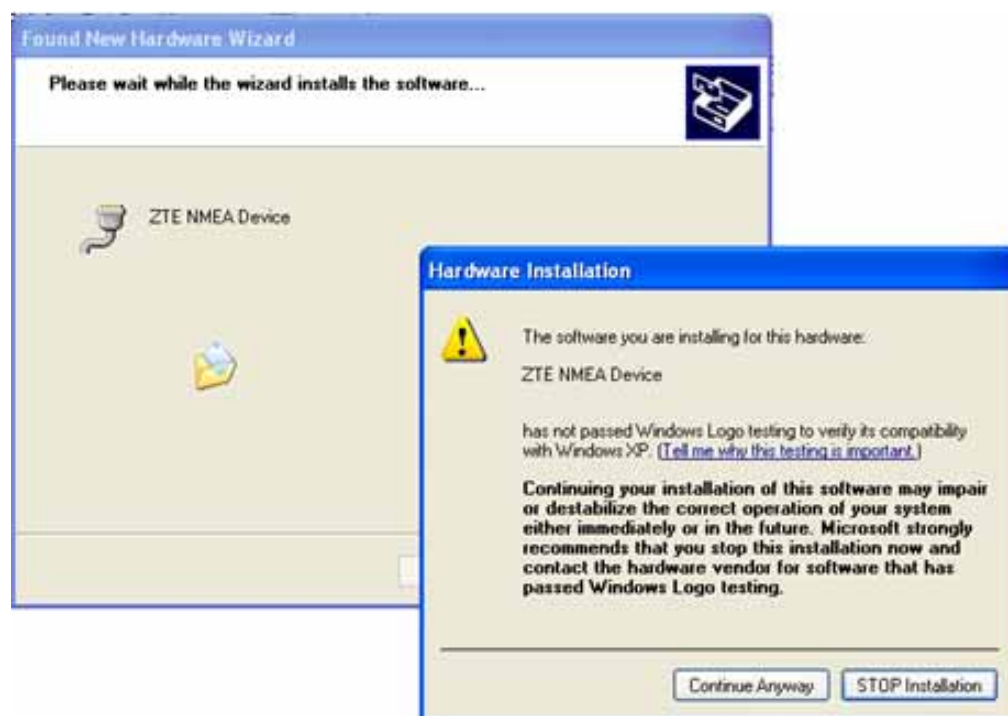 Found New Hardware Wizard
Please wait while the wizard installs the software...
ZTE NMEA Device
Hardware Installation
The software you are installing for this hardware:
ZTE NMEA Device
has not passed Windows Logo testing to verify its compatibility
with Windows XP. (Tell me why this testing is important.)
Continuing your installation of this software may impair
or destabilize the correct operation of your system
either immediately or in the future. Microsoft strongly
recommends that you stop this installation now and
contact the hardware vendor for software that has
passed Windows Logo testing.
Continue Anyway
STOP Installation